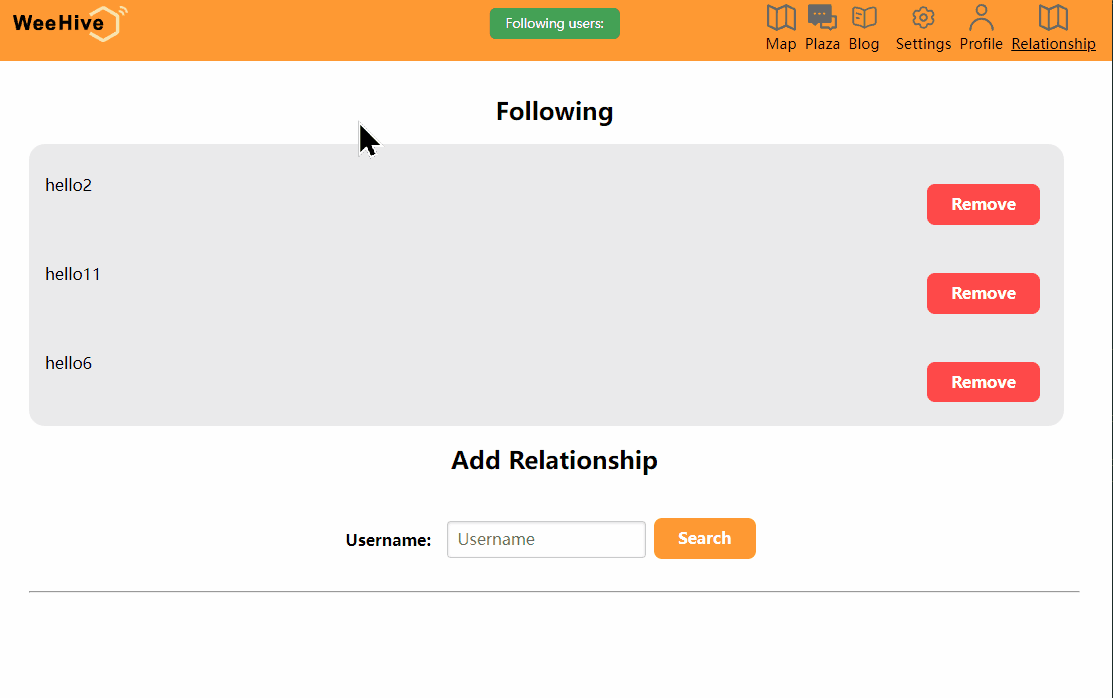 WeeHive
Following users:
Map Plaza Blog Settings Profile Relationship
Following
hello2
Remove
hello11
Remove
hello6
Remove
Add Relationship
Username: Username Search